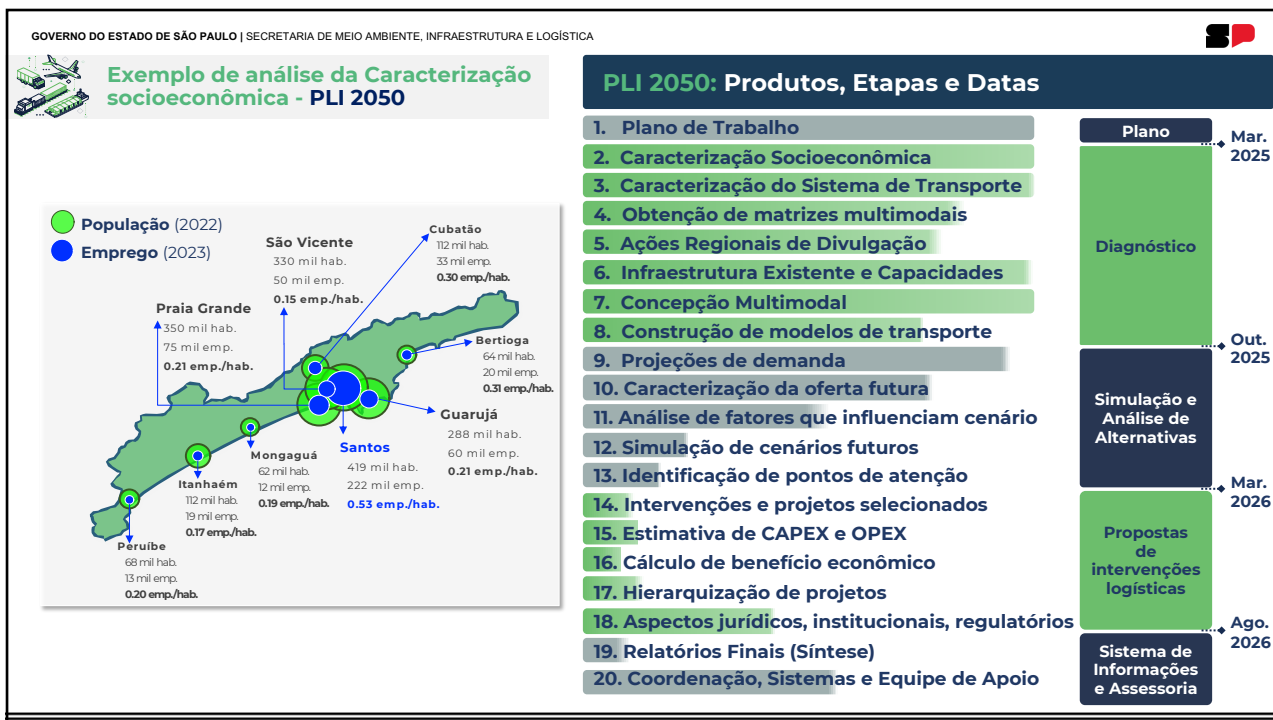 GOVERNO DO ESTADO DE SÃO PAULO | SECRETARIA DE MEIO AMBIENTE, INFRAESTRUTURA E LOGÍSTICA
SP
Exemplo de análise da Caracterização
socioeconômica - PLI 2050
População (2022)
Emprego (2023)
Cubatão
112 mil hab.
33 mil emp.
0.30 emp./hab.
São Vicente
330 mil hab.
50 mil emp.
0.15 emp./hab.
Praia Grande
350 mil hab.
75 mil emp.
0.21 emp./hab.
Bertioga
64 mil hab.
20 mil emp.
0.31 emp./hab.
Guarujá
288 mil hab.
60 mil emp.
0.21 emp./hab.
Santos
419 mil hab.
222 mil emp.
0.53 emp./hab.
Mongaguá
62 mil hab.
12 mil emp.
0.19 emp./hab.
Itanhaém
112 mil hab.
19 mil emp.
0.17 emp./hab.
Peruíbe
68 mil hab.
13 mil emp.
0.20 emp./hab.
PLI 2050: Produtos, Etapas e Datas
1. Plano de Trabalho
2. Caracterização Socioeconômica
3. Caracterização do Sistema de Transporte
4. Obtenção de matrizes multimodais
5. Ações Regionais de Divulgação
6. Infraestrutura Existente e Capacidades
7. Concepção Multimodal
8. Construção de modelos de transporte
9. Projeções de demanda
10. Caracterização da oferta futura
11. Análise de fatores que influenciam cenário
12. Simulação de cenários futuros
13. Identificação de pontos de atenção
14. Intervenções e projetos selecionados
15. Estimativa de CAPEX e OPEX
16. Cálculo de benefício econômico
17. Hierarquização de projetos
18. Aspectos jurídicos, institucionais, regulatórios
19. Relatórios Finais (Síntese)
20. Coordenação, Sistemas e Equipe de Apoio
Plano
Mar.
2025
Diagnóstico
Out.
2025
Simulação e
Análise de
Alternativas
Mar.
2026
Propostas
de
intervenções
logísticas
Ago.
2026
Sistema de
Informações
e Assessoria